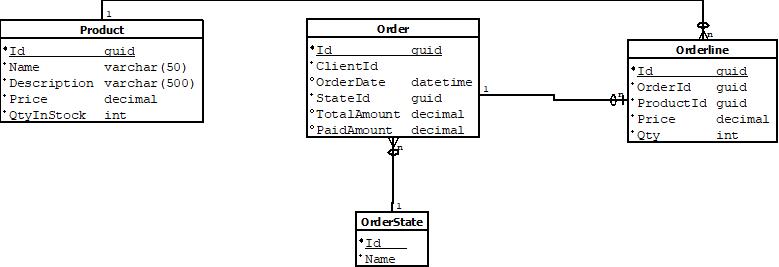 1
n
Product
Id guid
Name varchar(50)
Description varchar(500)
Price decimal
QtyInStock int
Order
Id guid
ClientId
OrderDate datetime
StateId guid
TotalAmount decimal
PaidAmount decimal
1
n
Orderline
Id guid
OrderId guid
ProductId guid
Price decimal
Qty int
n
1
OrderState
Id
Name